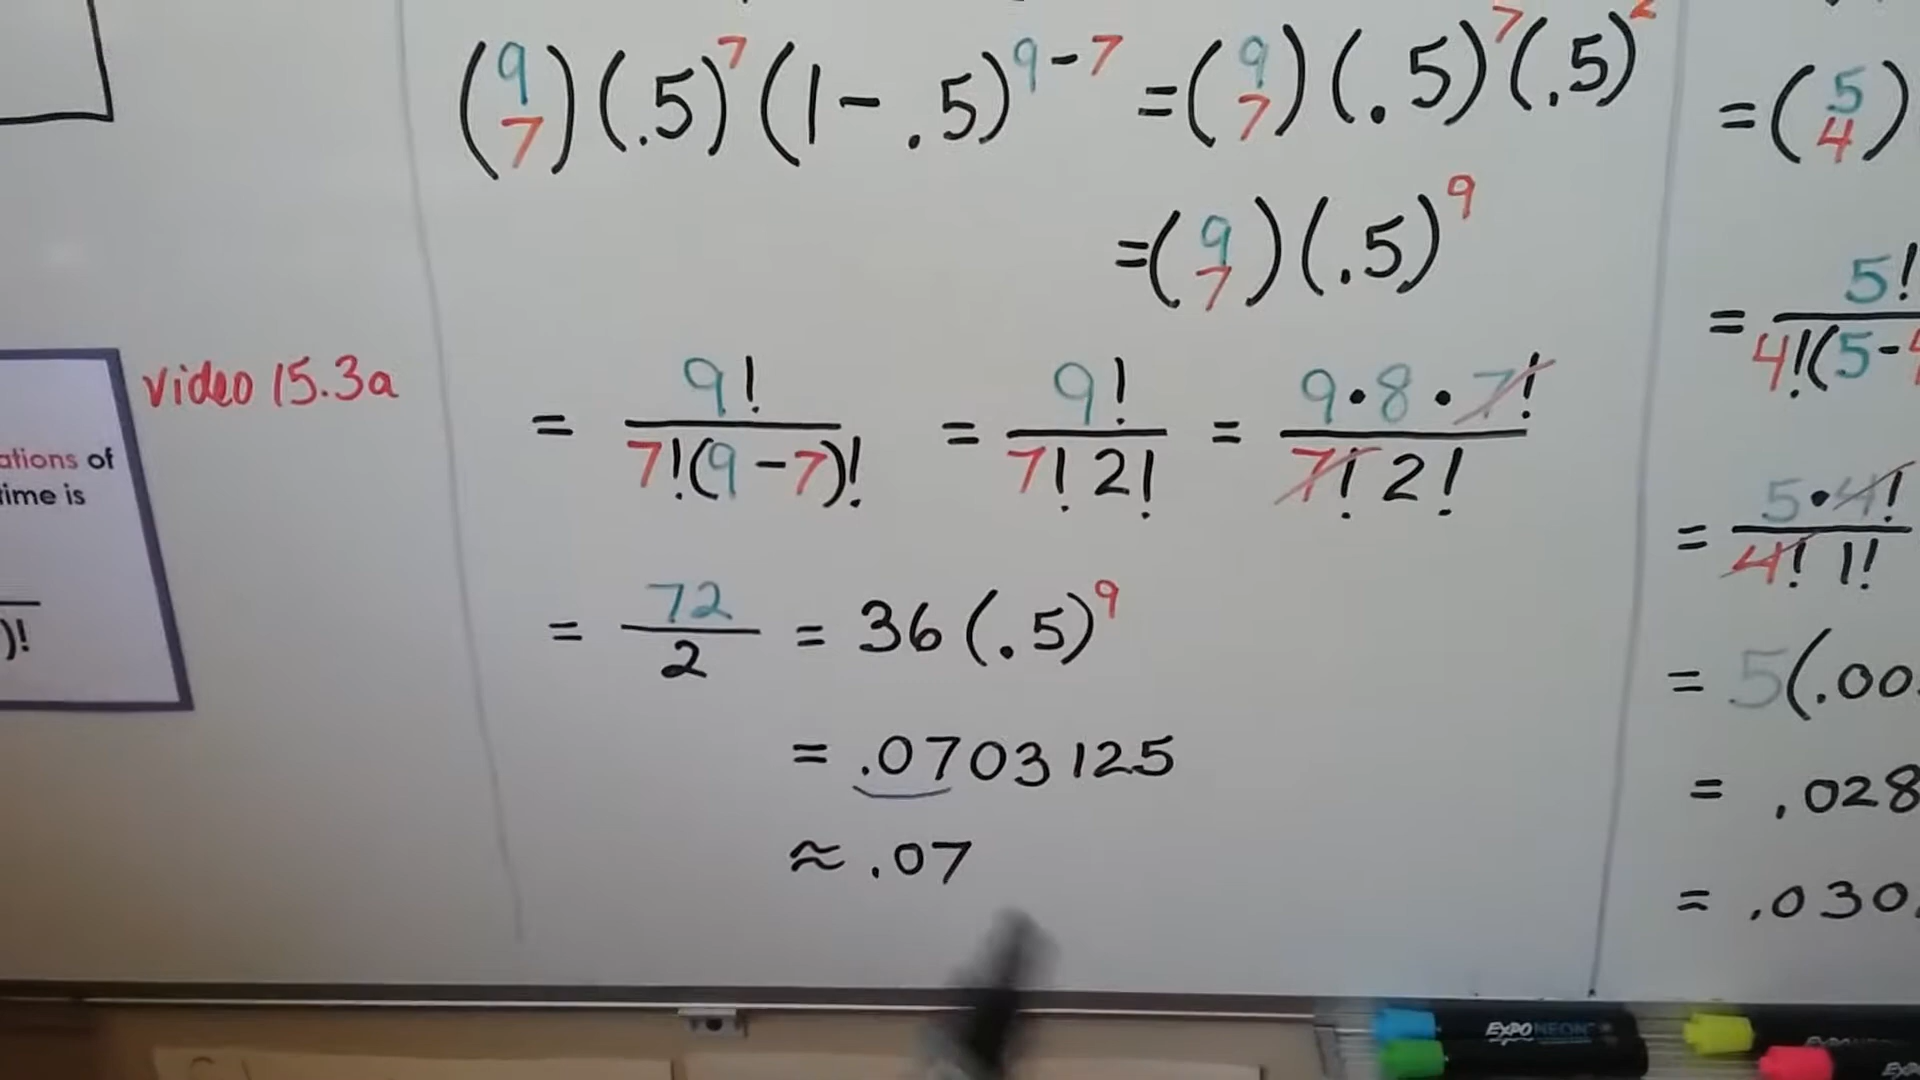 (9 7)(.5)^7(1-.5)^9-7 = (9 7)(.5)^7(.5)^2
= (9 7)(.5)^9
= 9!/7!(9-7)! = 9!/7!2! = 9·8·7!/7!2!
= 72/2 = 36(.5)^9
= .0703125
≈ .07
video 15.3a
ations of
ime is
)!
= (5 4)
= 5!/4!(5-4
= 5·4!/4!1!
= 5(.00
= .028
= .030
EXPO NEON